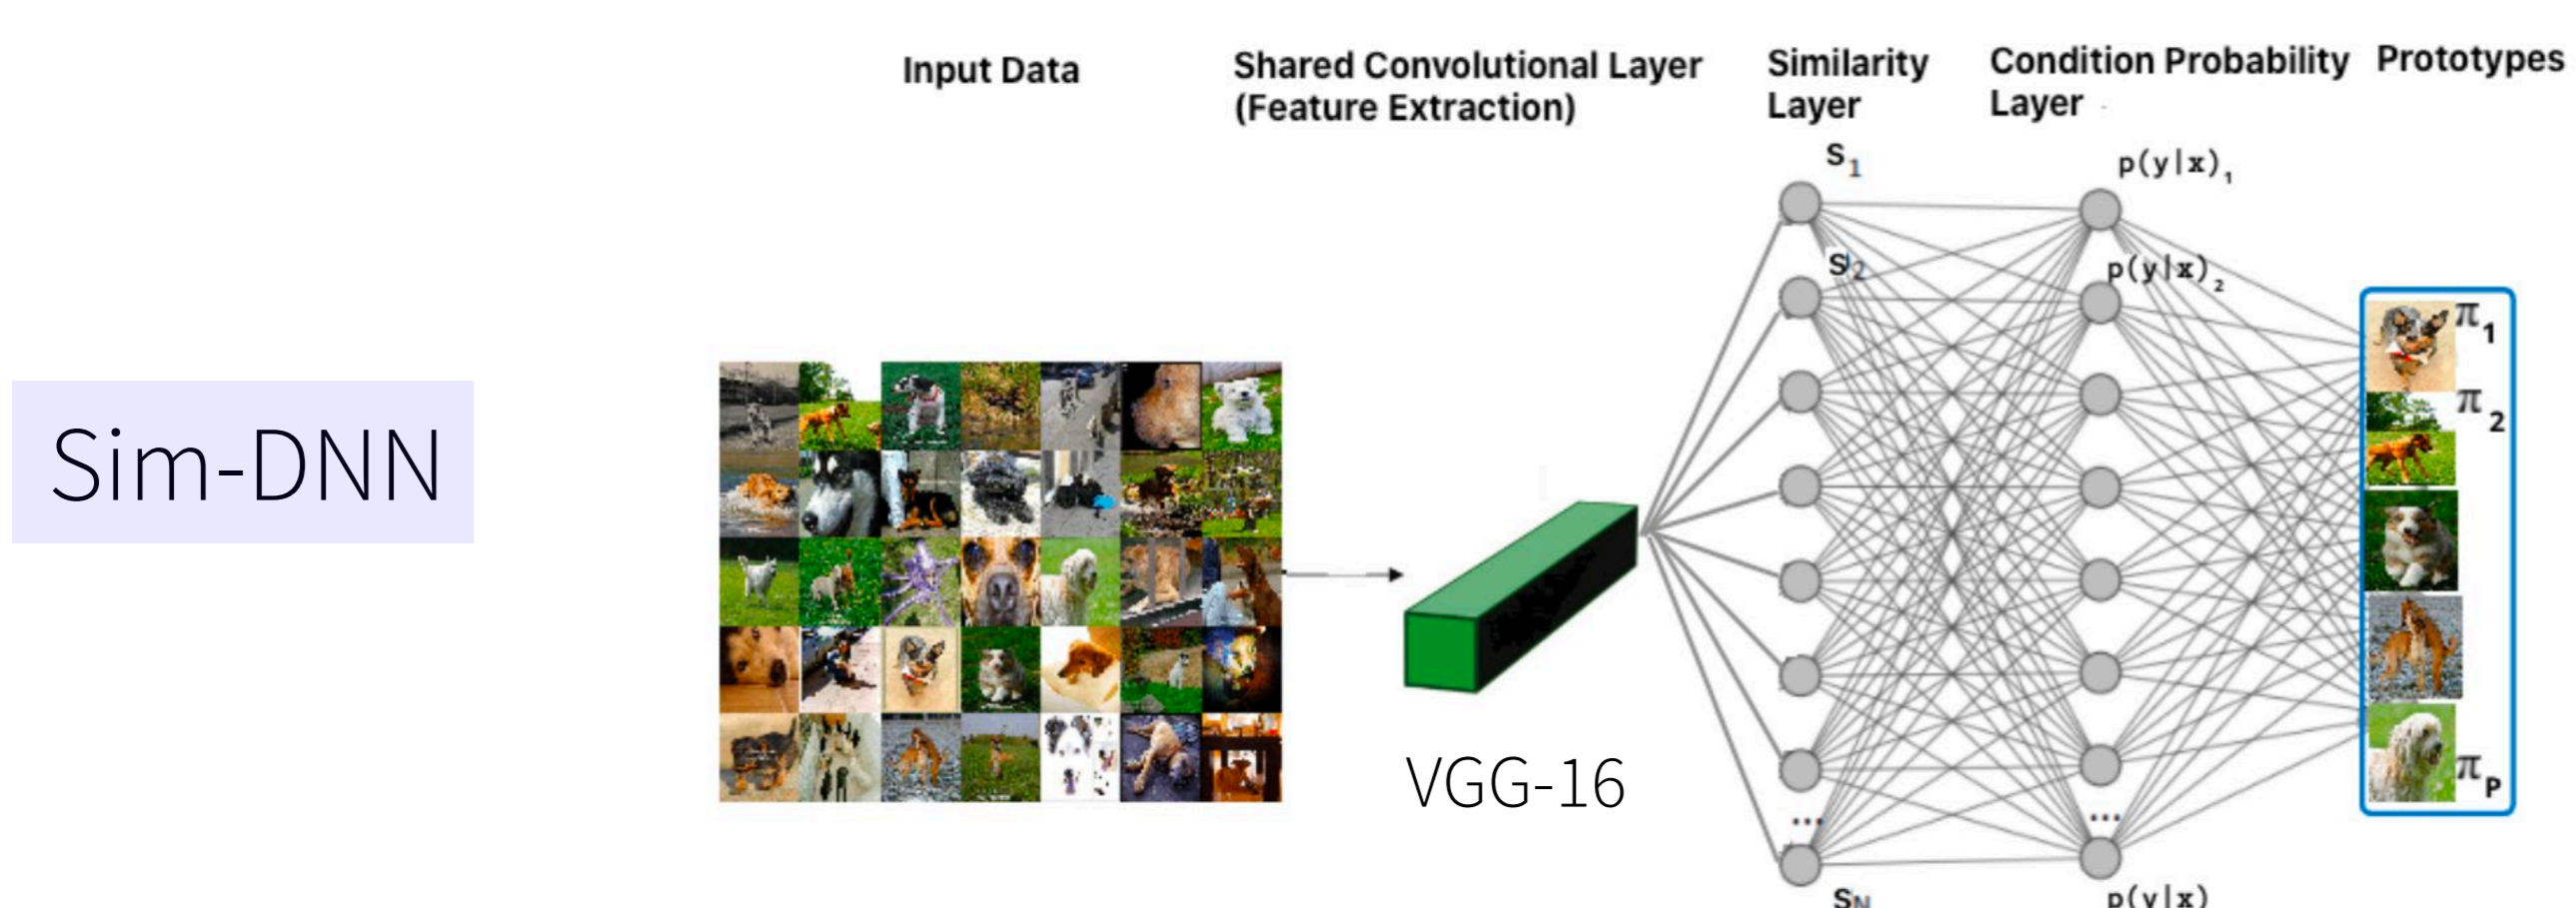 Input Data
Shared Convolutional Layer
(Feature Extraction)
Similarity
Layer
Condition Probability
Layer
Prototypes
S1
S2
SN
p(y|x)1
p(y|x)2
p(y|x)
π1
π2
πP
...
...
Sim-DNN
VGG-16